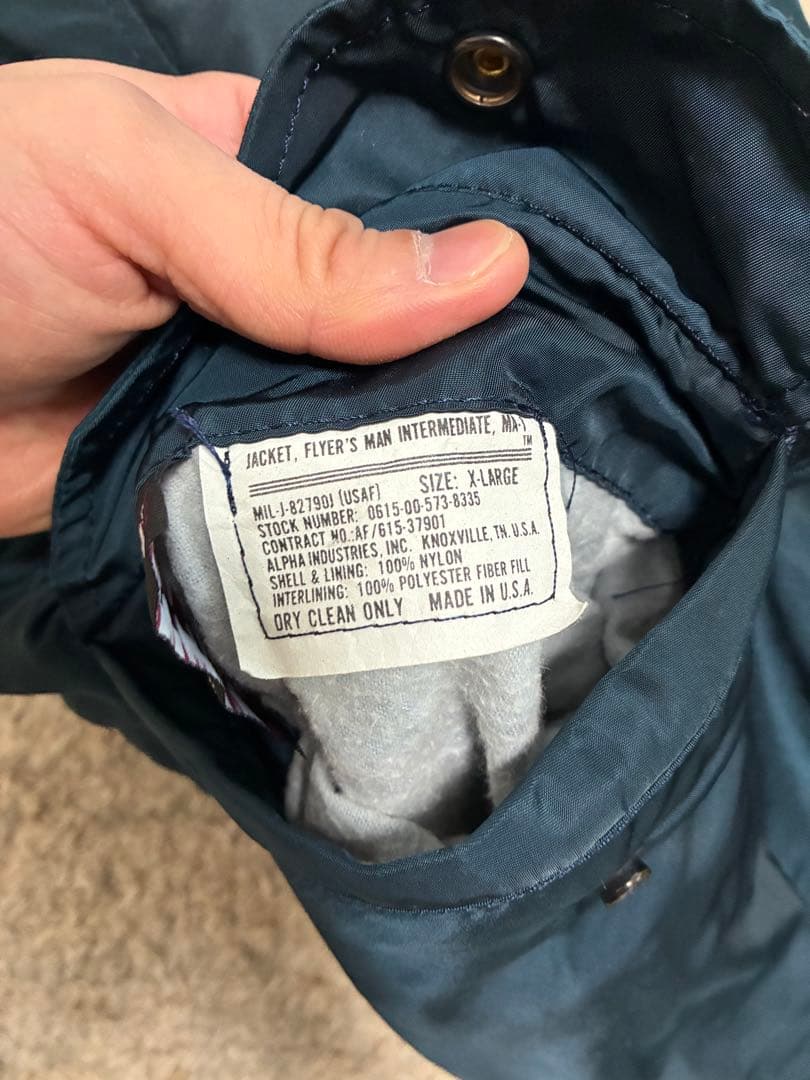 JACKET, FLYER'S MAN INTERMEDIATE, MA-1
TM
SIZE: X-LARGE
MIL-J-82790J (USAF)
STOCK NUMBER: 0615-00-573-8335
CONTRACT NO.:AF/615-37901
ALPHA INDUSTRIES, INC. KNOXVILLE, TN. U.S.A.
SHELL & LINING: 100% NYLON
INTERLINING: 100% POLYESTER FIBER FILL
DRY CLEAN ONLY MADE IN U.S.A.